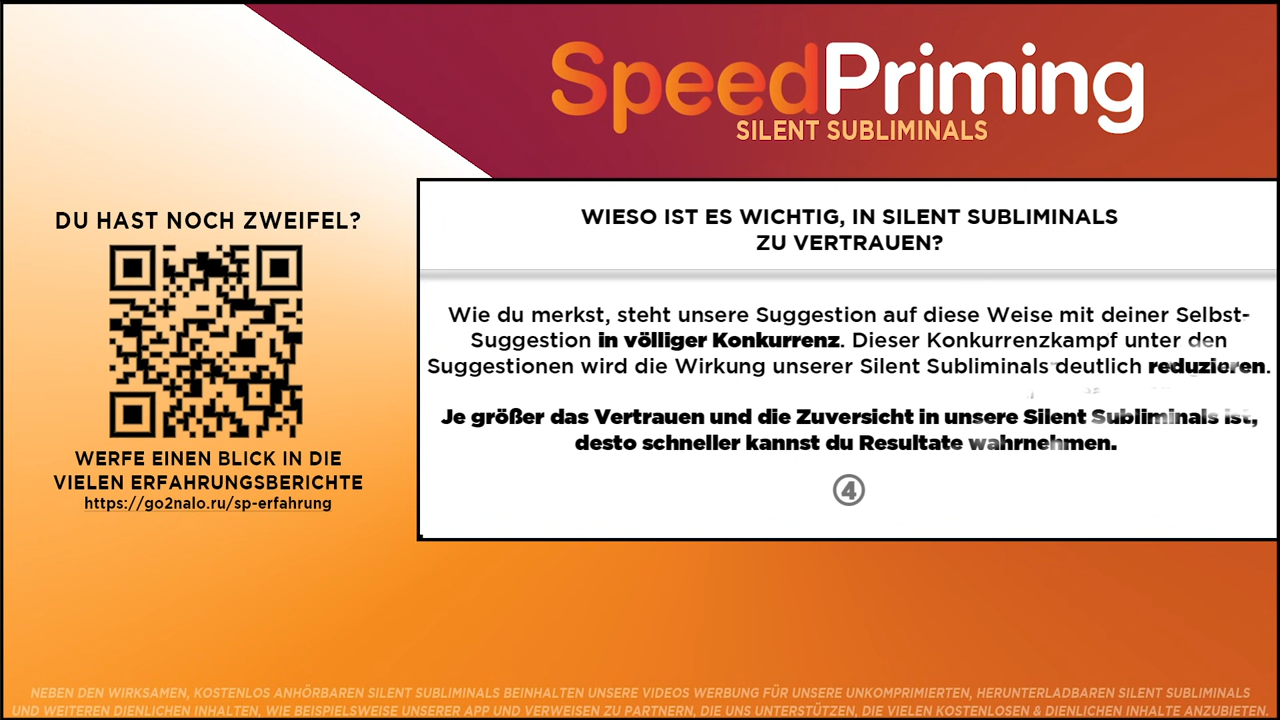 SpeedPriming
SILENT SUBLIMINALS
DU HAST NOCH ZWEIFEL?
WERFE EINEN BLICK IN DIE
VIELEN ERFAHRUNGSBERICHTE
https://go2nalo.ru/sp-erfahrung
WIESO IST ES WICHTIG, IN SILENT SUBLIMINALS
ZU VERTRAUEN?
Wie du merkst, steht unsere Suggestion auf diese Weise mit deiner Selbst-
Suggestion in völliger Konkurrenz. Dieser Konkurrenzkampf unter den
Suggestionen wird die Wirkung unserer Silent Subliminals deutlich reduzieren.
Je größer das Vertrauen und die Zuversicht in unsere Silent Subliminals ist,
desto schneller kannst du Resultate wahrnehmen.
4
NEBEN DEN WIRKSAMEN, KOSTENLOS ANHÖRBAREN SILENT SUBLIMINALS BEINHALTEN UNSERE VIDEOS WERBUNG FÜR UNSERE UNKOMPRIMIERTEN, HERUNTERLADBAREN SILENT SUBLIMINALS
UND WEITEREN DIENLICHEN INHALTEN, WIE BEISPIELSWEISE UNSERER APP UND VERWEISEN ZU PARTNERN, DIE UNS UNTERSTÜTZEN, DIE VIELEN KOSTENLOSEN & DIENLICHEN INHALTE ANZUBIETEN.